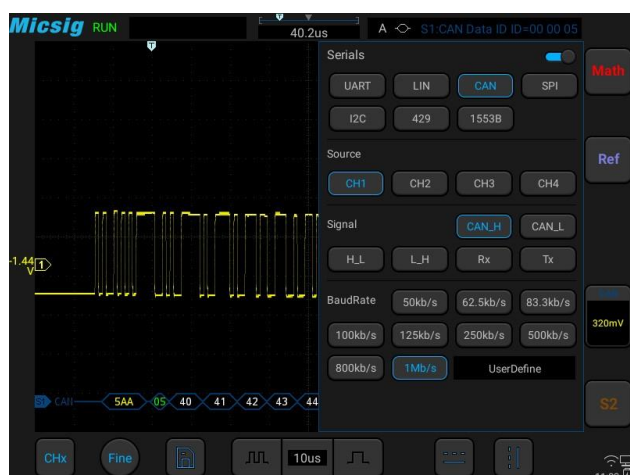 Micsig RUN
40.2us
A S1:CAN Data ID ID=00 00 05
T
Serials
UART LIN CAN SPI
I2C 429 1553B
Source
CH1 CH2 CH3 CH4
Signal CAN_H CAN_L
H_L L_H Rx Tx
BaudRate 50kb/s 62.5kb/s 83.3kb/s
100kb/s 125kb/s 250kb/s 500kb/s
800kb/s 1Mb/s UserDefine
Math
Ref
320mV
S2
-1.44
V 1
S1 CAN 5AA 05 40 41 42 43 44
CHx Fine 10us